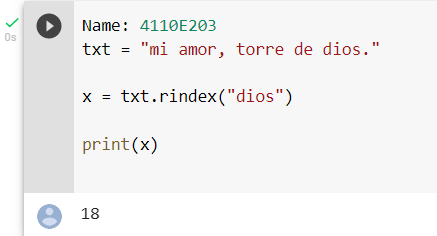 0s
Name: 4110E203
txt = "mi amor, torre de dios."
x = txt.rindex("dios")
print(x)
18